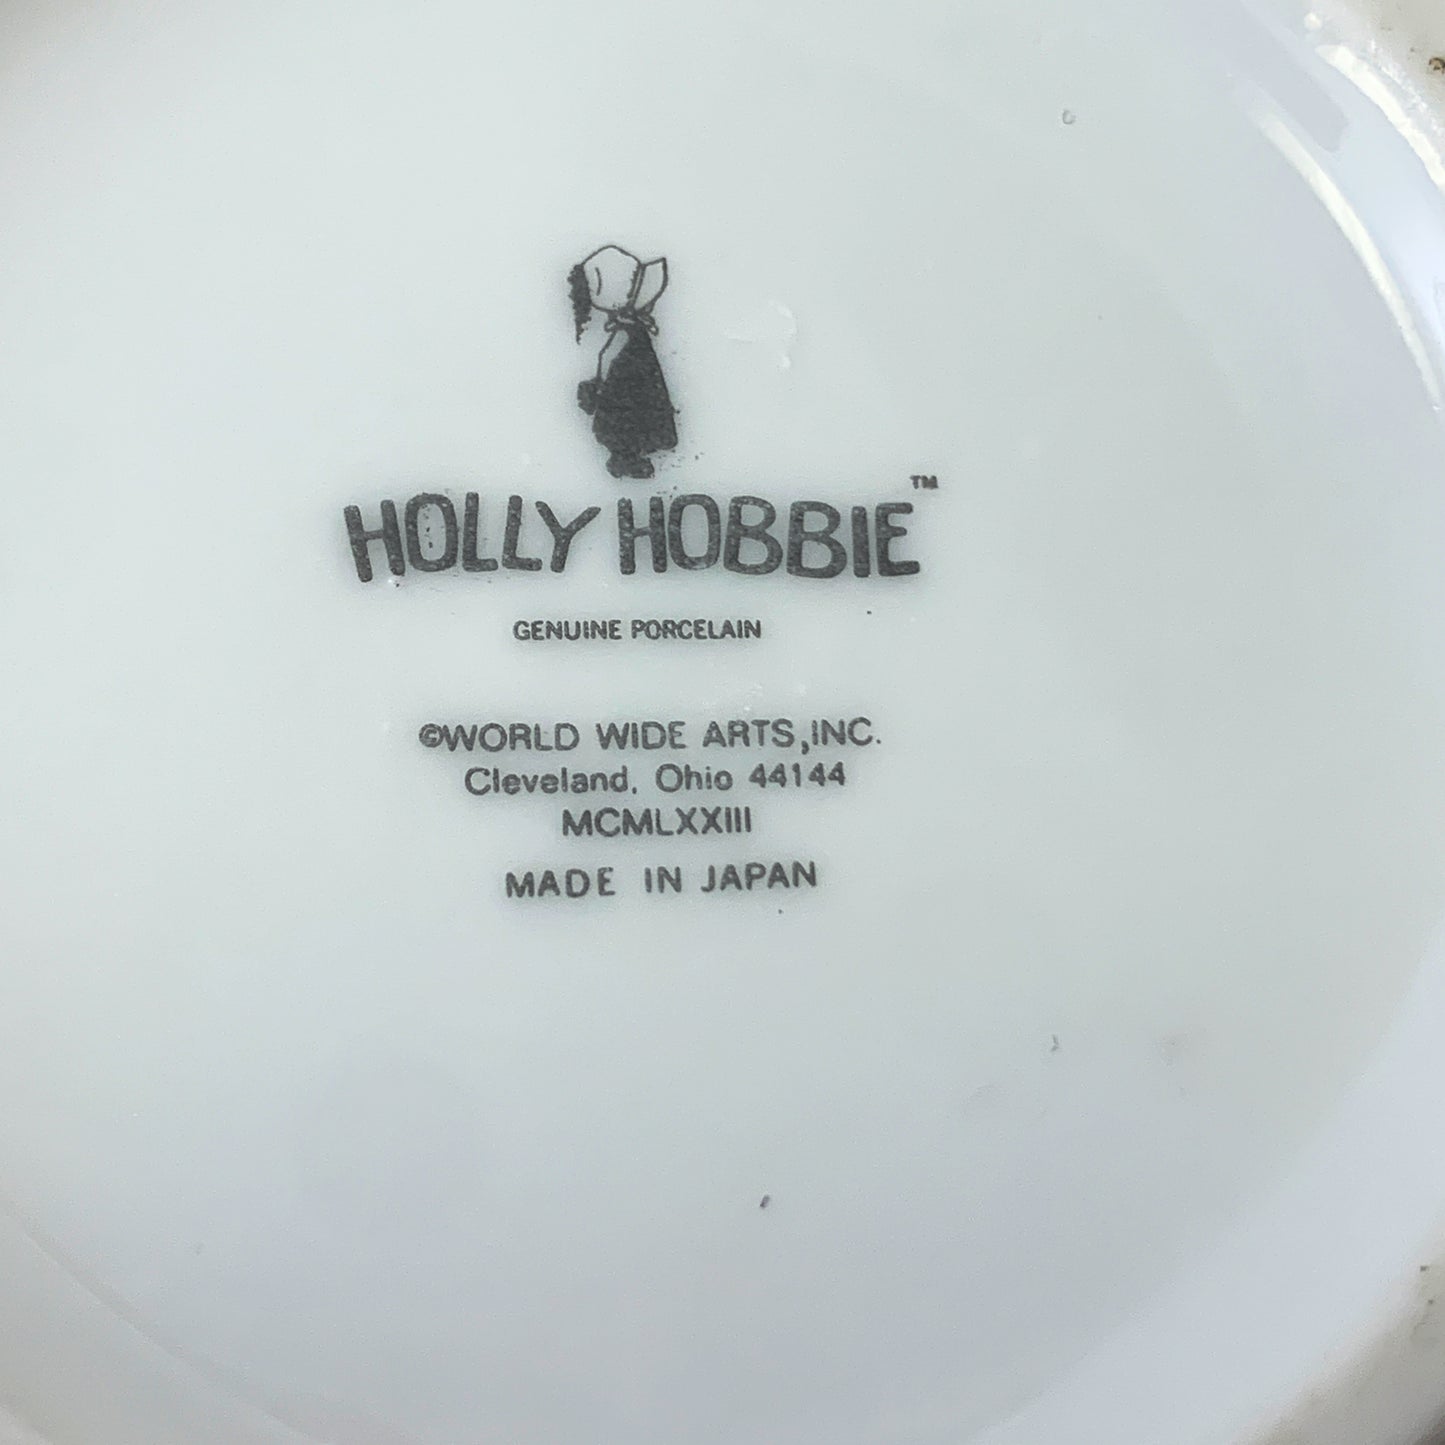 HOLLY HOBBIE™
GENUINE PORCELAIN
©WORLD WIDE ARTS,INC.
Cleveland, Ohio 44144
MCMLXXIII
MADE IN JAPAN